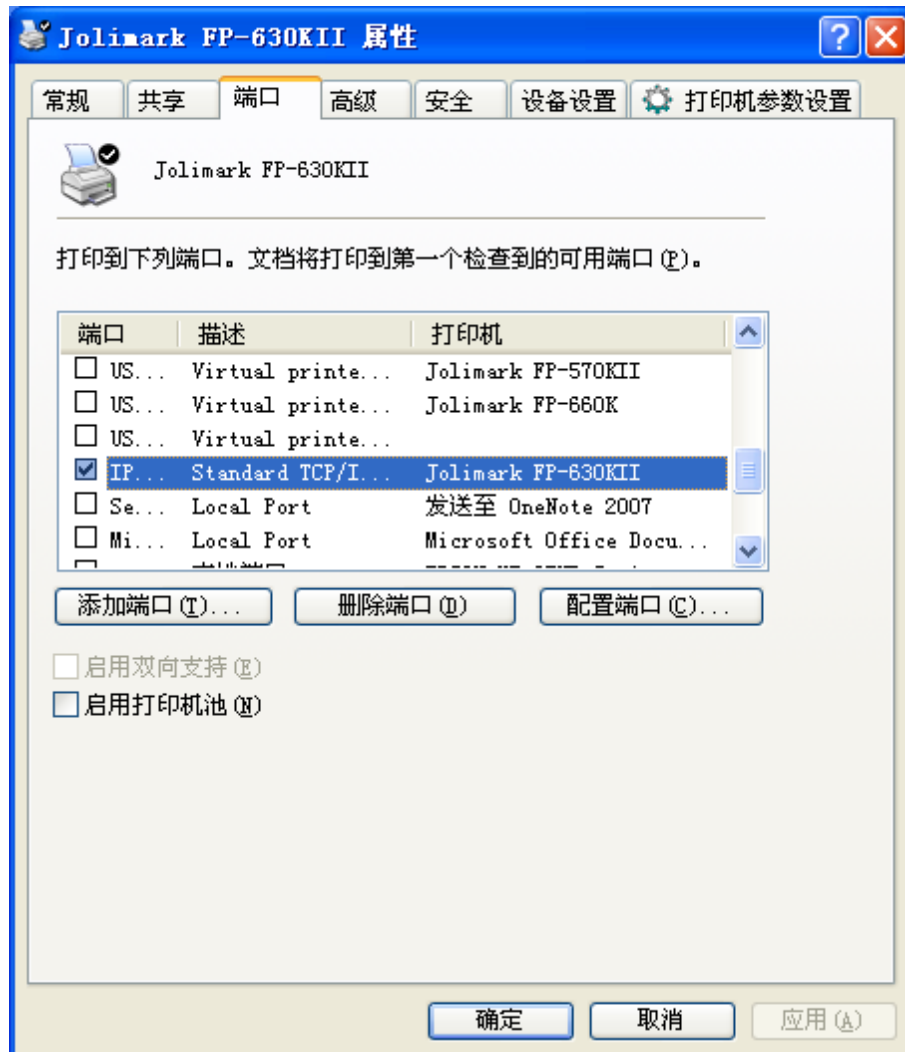 Jolimark FP-630KII 属性
常规 共享 端口 高级 安全 设备设置 打印机参数设置
Jolimark FP-630KII
打印到下列端口。文档将打印到第一个检查到的可用端口(P)。
端口 描述 打印机
US... Virtual printe... Jolimark FP-570KII
US... Virtual printe... Jolimark FP-660K
US... Virtual printe...
IP... Standard TCP/I... Jolimark FP-630KII
Se... Local Port 发送至 OneNote 2007
Mi... Local Port Microsoft Office Docu...
添加端口(T)... 删除端口(D) 配置端口(C)...
启用双向支持(E)
启用打印机池(N)
确定 取消 应用(A)